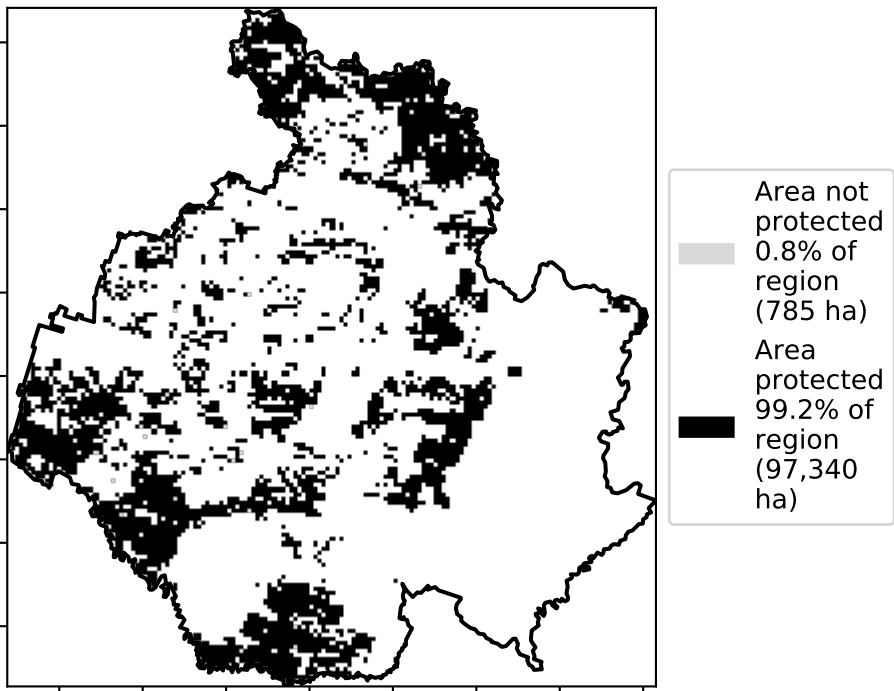 Area not
protected
0.8% of
region
(785 ha)
Area
protected
99.2% of
region
(97,340
ha)